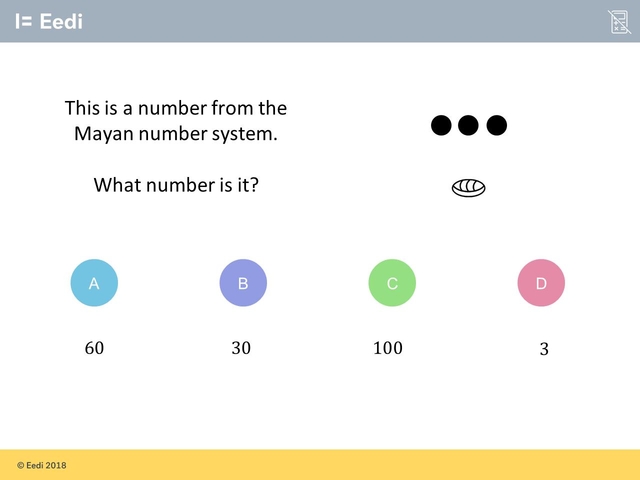 Eedi
This is a number from the
Mayan number system.
What number is it?
A
B
C
D
60
30
100
3
© Eedi 2018